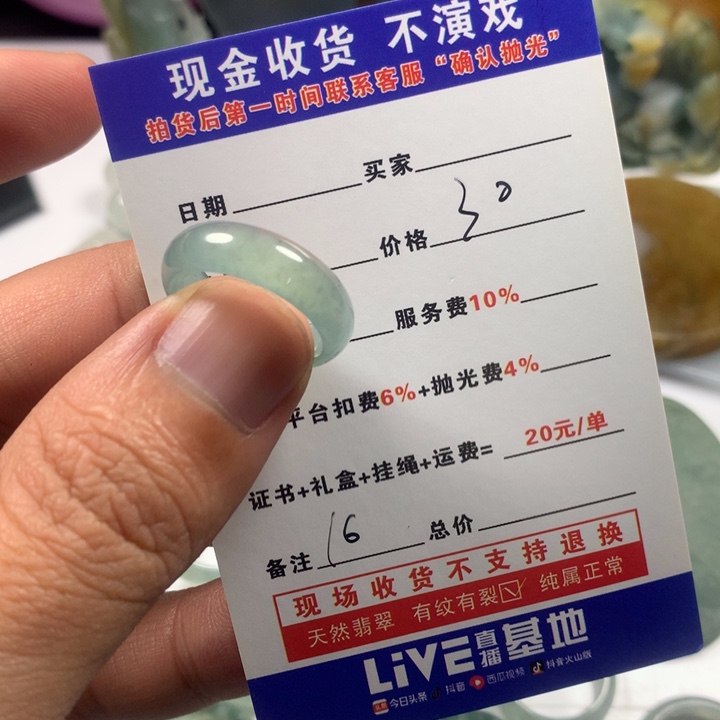 现金收货 不演戏
拍货后第一时间联系客服“确认抛光”
日期 买家
价格 30
服务费10%
平台扣费6%+抛光费4%
证书+礼盒+挂绳+运费= 20元/单
备注 16 总价
现场收货不支持退换
天然翡翠 有纹有裂 纯属正常
LiVE直播基地
头条 今日头条 抖音 西瓜视频 抖音火山版